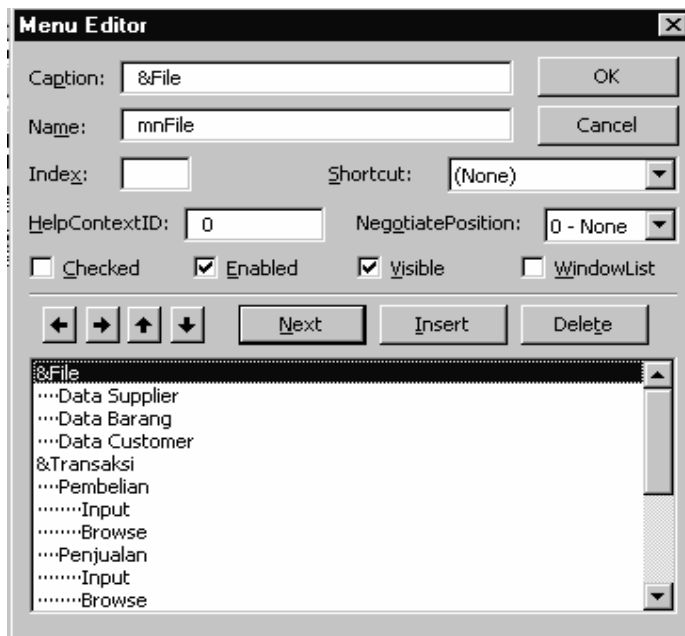 Menu Editor
Caption: &File OK
Name: mnFile Cancel
Index: Shortcut: (None)
HelpContextID: 0 NegotiatePosition: 0 - None
Checked Enabled Visible WindowList
Next Insert Delete
&File
····Data Supplier
····Data Barang
····Data Customer
&Transaksi
····Pembelian
········Input
········Browse
····Penjualan
········Input
········Browse